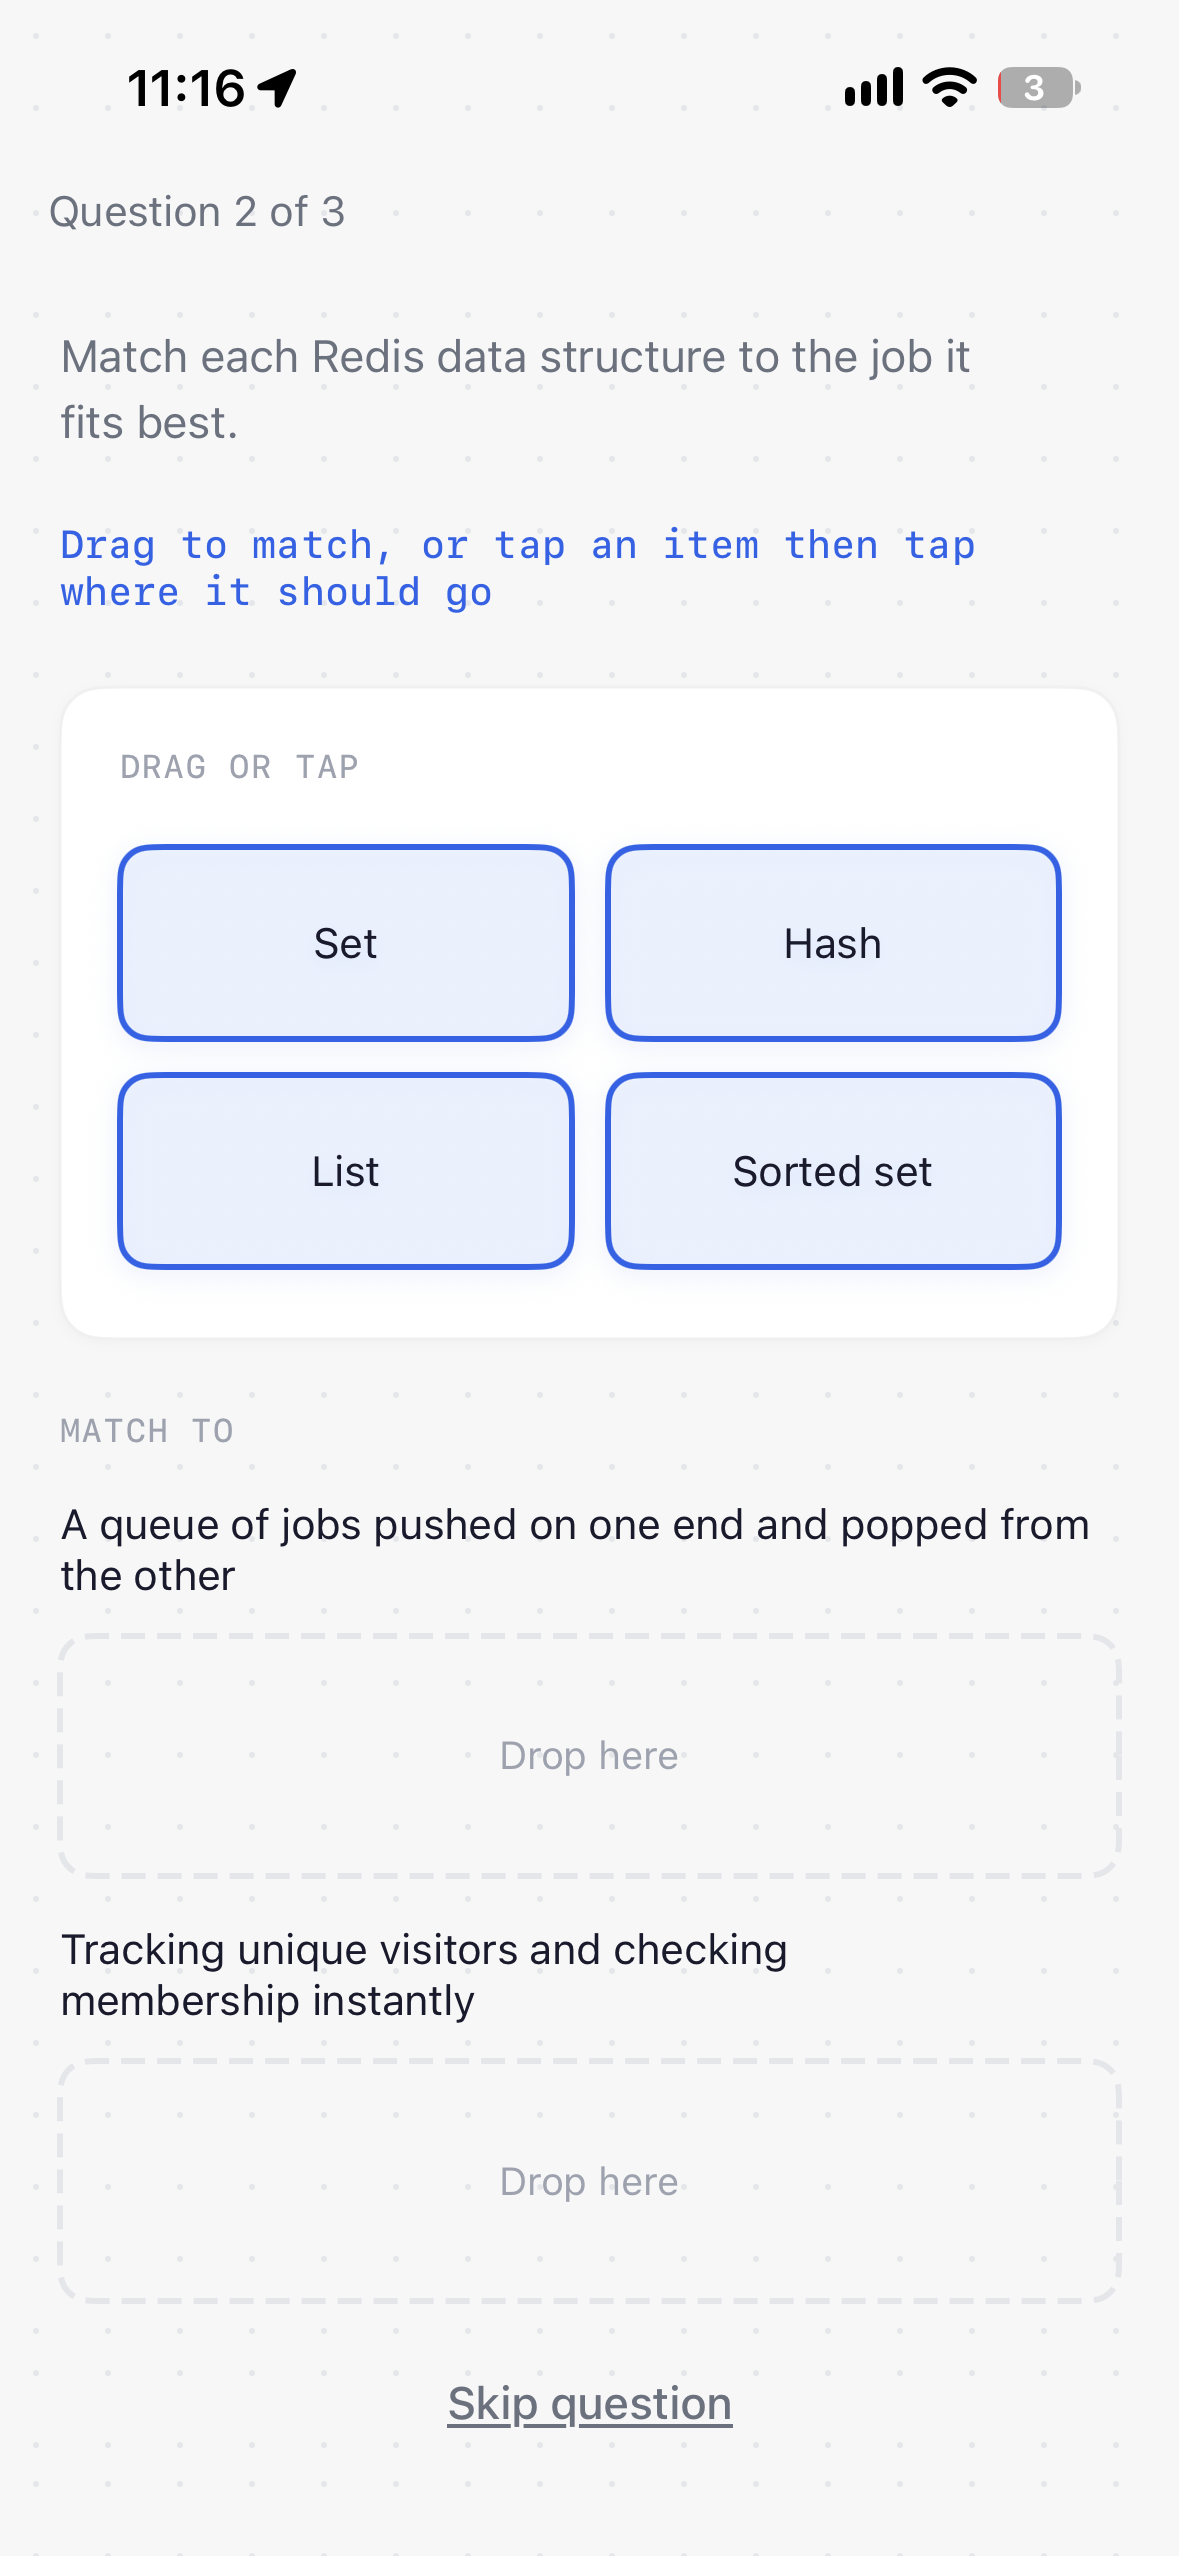 11:16
3
Question 2 of 3
Match each Redis data structure to the job it
fits best.
Drag to match, or tap an item then tap
where it should go
DRAG OR TAP
Set
Hash
List
Sorted set
MATCH TO
A queue of jobs pushed on one end and popped from
the other
Drop here
Tracking unique visitors and checking
membership instantly
Drop here
Skip question